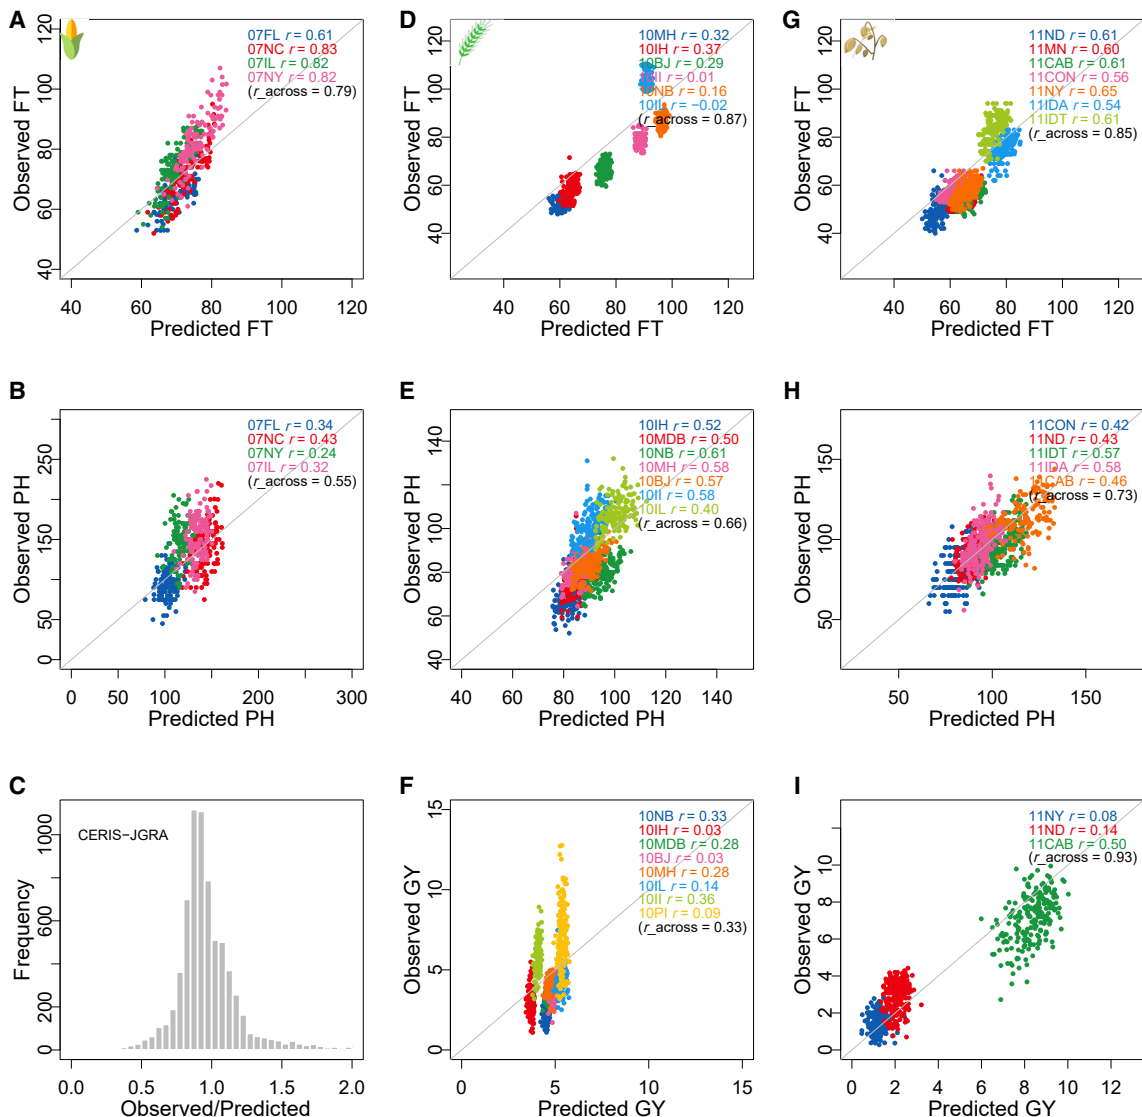 A
07FL r = 0.61
07NC r = 0.83
07IL r = 0.82
07NY r = 0.82
(r_across = 0.79)
Observed FT
40
60
80
100
120
40
60
80
100
120
Predicted FT
D
10MH r = 0.32
10IH r = 0.37
10BJ r = 0.29
10II r = 0.01
10NB r = 0.16
10IL r = −0.02
(r_across = 0.87)
Observed FT
40
60
80
100
120
40
60
80
100
120
Predicted FT
G
11ND r = 0.61
11MN r = 0.60
11CAB r = 0.61
11CON r = 0.56
11NY r = 0.65
11IDA r = 0.54
11IDT r = 0.61
(r_across = 0.85)
Observed FT
40
60
80
100
120
40
60
80
100
120
Predicted FT
B
07FL r = 0.34
07NC r = 0.43
07NY r = 0.24
07IL r = 0.32
(r_across = 0.55)
Observed PH
0
50
150
250
0
50
100
200
300
Predicted PH
E
10IH r = 0.52
10MDB r = 0.50
10NB r = 0.61
10MH r = 0.58
10BJ r = 0.57
10II r = 0.58
10IL r = 0.40
(r_across = 0.66)
Observed PH
40
60
80
100
140
40
60
80
100
140
Predicted PH
H
11CON r = 0.42
11ND r = 0.43
11IDT r = 0.57
11IDA r = 0.58
11CAB r = 0.46
(r_across = 0.73)
Observed PH
50
100
150
50
100
150
Predicted PH
C
CERIS−JGRA
Frequency
0
200
600
1000
0.0
0.5
1.0
1.5
2.0
Observed/Predicted
F
10NB r = 0.33
10IH r = 0.03
10MDB r = 0.28
10BJ r = 0.03
10MH r = 0.28
10IL r = 0.14
10II r = 0.36
10PI r = 0.09
(r_across = 0.33)
Observed GY
0
5
10
15
0
5
10
15
Predicted GY
I
11NY r = 0.08
11ND r = 0.14
11CAB r = 0.50
(r_across = 0.93)
Observed GY
0
2
4
6
8
10
0
2
4
6
8
10
12
Predicted GY